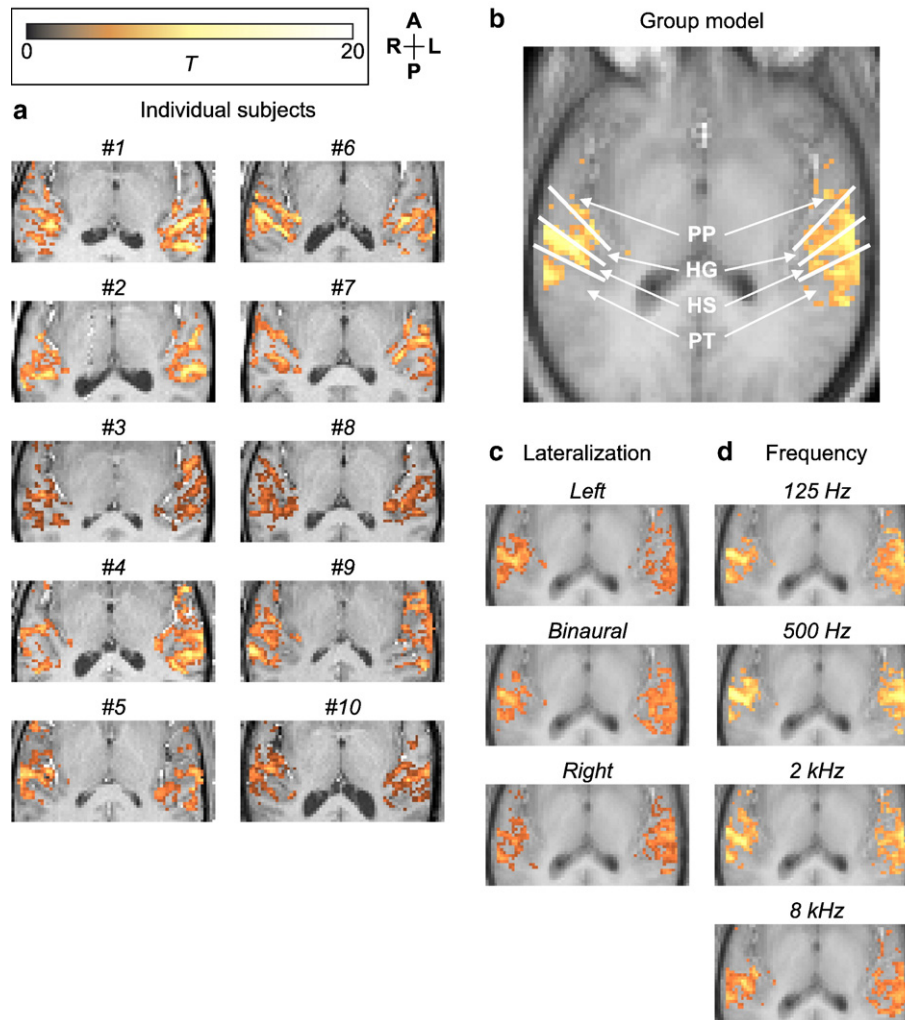 0 20
T
A
R L
P
a Individual subjects
#1 #6
#2 #7
#3 #8
#4 #9
#5 #10
b Group model
PP
HG
HS
PT
c Lateralization
Left
Binaural
Right
d Frequency
125 Hz
500 Hz
2 kHz
8 kHz